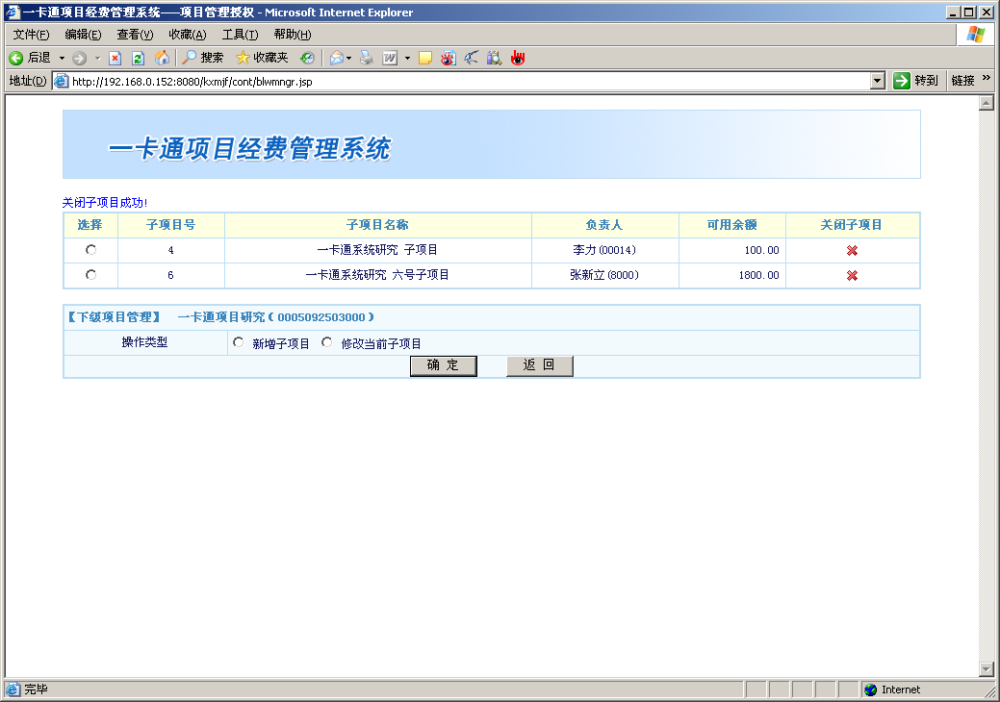 一卡通项目经费管理系统——项目管理授权 - Microsoft Internet Explorer
文件(F) 编辑(E) 查看(V) 收藏(A) 工具(T) 帮助(H)
后退 搜索 收藏夹
地址(D) http://192.168.0.152:8080/kxmjf/cont/blwmngr.jsp 转到 链接 »
一卡通项目经费管理系统
关闭子项目成功!
选择 子项目号 子项目名称 负责人 可用余额 关闭子项目
4 一卡通系统研究 子项目 李力(00014) 100.00
6 一卡通系统研究 六号子项目 张新立(8000) 1800.00
【下级项目管理】 一卡通项目研究(0005092503000)
操作类型 新增子项目 修改当前子项目
确 定 返 回
完毕 Internet